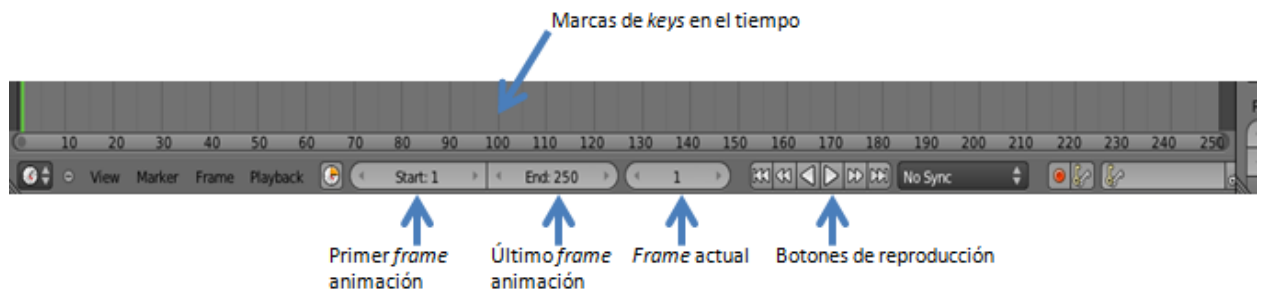 Marcas de keys en el tiempo
10 20 30 40 50 60 70 80 90 100 110 120 130 140 150 160 170 180 190 200 210 220 230 240 250
View Marker Frame Playback Start: 1 End: 250 1 No Sync
Primer frame
animación
Último frame
animación
Frame actual
Botones de reproducción